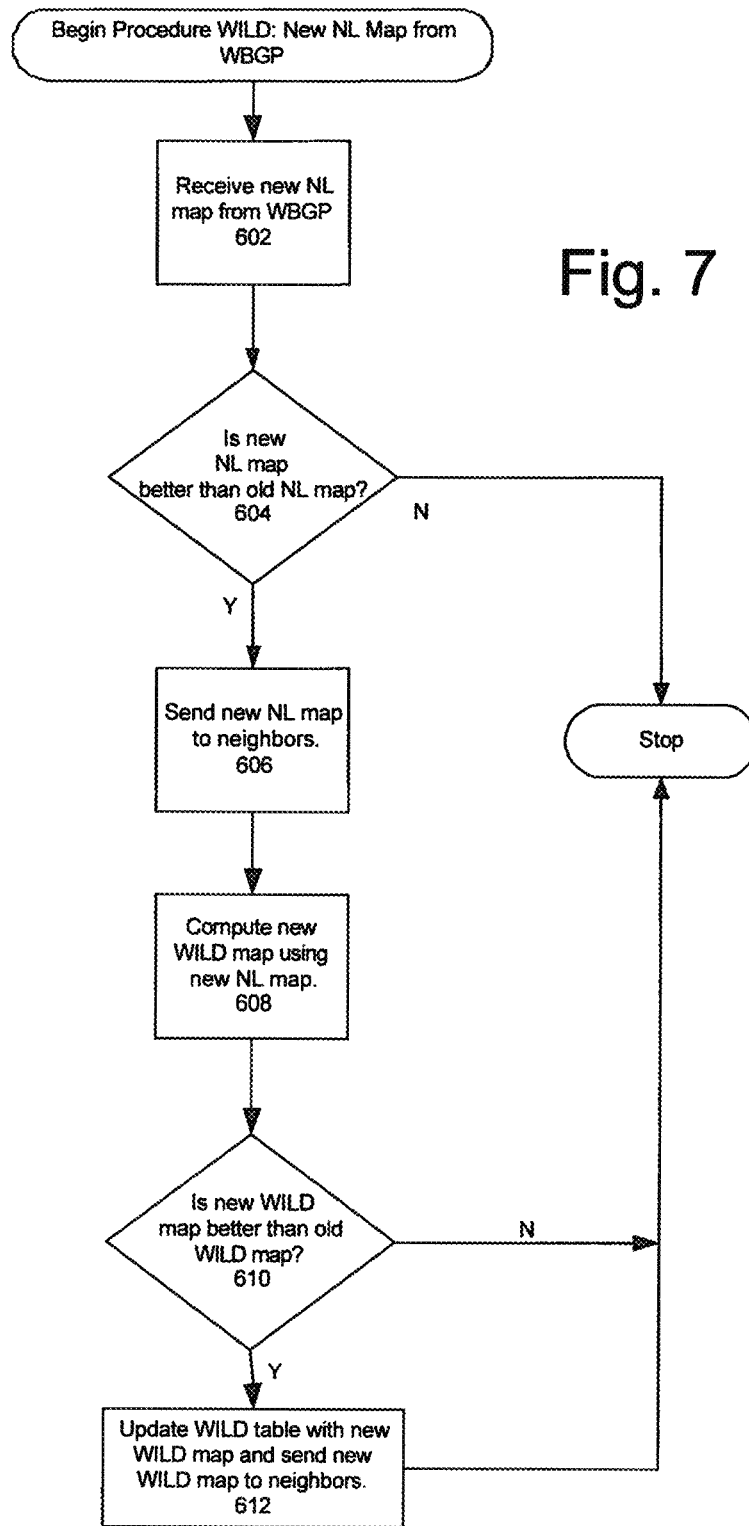 Begin Procedure WILD: New NL Map from
WBGP
Receive new NL
map from WBGP
602
Fig. 7
Is new
NL map
better than old NL map?
604
N
Y
Send new NL map
to neighbors.
606
Stop
Compute new
WILD map using
new NL map.
608
Is new WILD
map better than old
WILD map?
610
N
Y
Update WILD table with new
WILD map and send new
WILD map to neighbors.
612